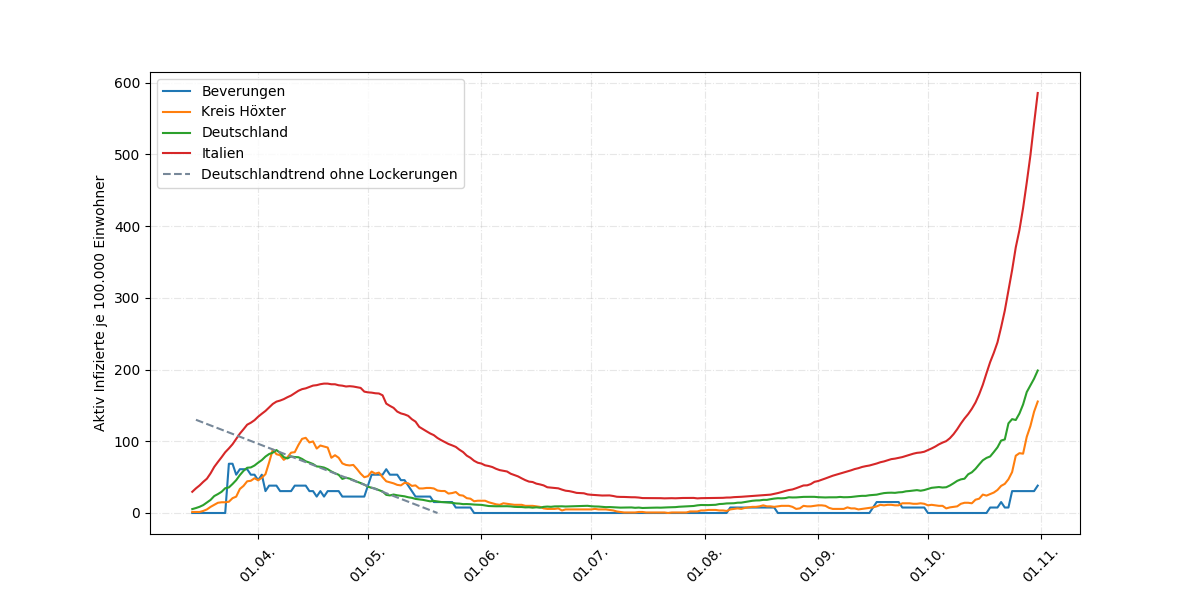 Beverungen
Kreis Höxter
Deutschland
Italien
Deutschlandtrend ohne Lockerungen
Aktiv Infizierte je 100.000 Einwohner
600
500
400
300
200
100
0
01.04.
01.05.
01.06.
01.07.
01.08.
01.09.
01.10.
01.11.